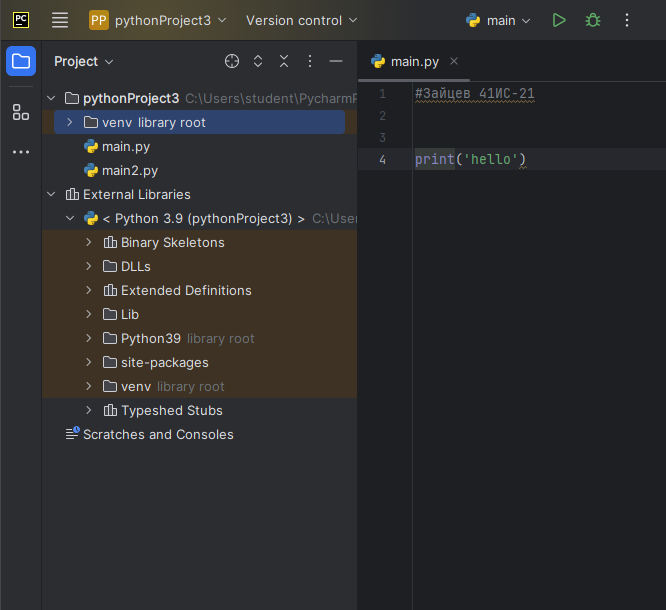 PC PP pythonProject3 Version control main
Project
main.py
pythonProject3 C:\Users\student\PycharmP
venv library root
main.py
main2.py
External Libraries
< Python 3.9 (pythonProject3) > C:\User
Binary Skeletons
DLLs
Extended Definitions
Lib
Python39 library root
site-packages
venv library root
Typeshed Stubs
Scratches and Consoles
1 #Зайцев 41ИС-21
2
3
4 print('hello')